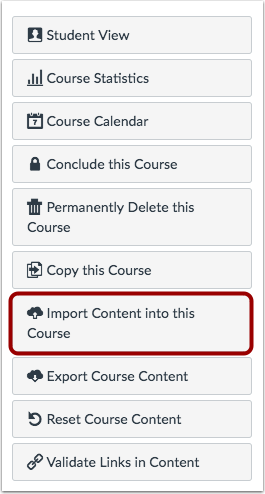 Student View
Course Statistics
7 Course Calendar
Conclude this Course
Permanently Delete this
Course
Copy this Course
Import Content into this
Course
Export Course Content
Reset Course Content
Validate Links in Content